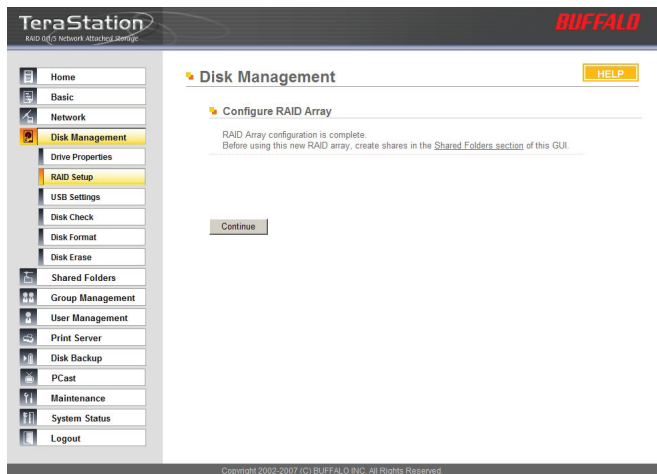 TeraStation
RAID 0/1/5 Network Attached Storage
BUFFALO
Home
Basic
Network
Disk Management
Drive Properties
RAID Setup
USB Settings
Disk Check
Disk Format
Disk Erase
Shared Folders
Group Management
User Management
Print Server
Disk Backup
PCast
Maintenance
System Status
Logout
Disk Management
HELP
Configure RAID Array
RAID Array configuration is complete.
Before using this new RAID array, create shares in the Shared Folders section of this GUI.
Continue
Copyright 2002-2007 (C) BUFFALO INC. All Rights Reserved.